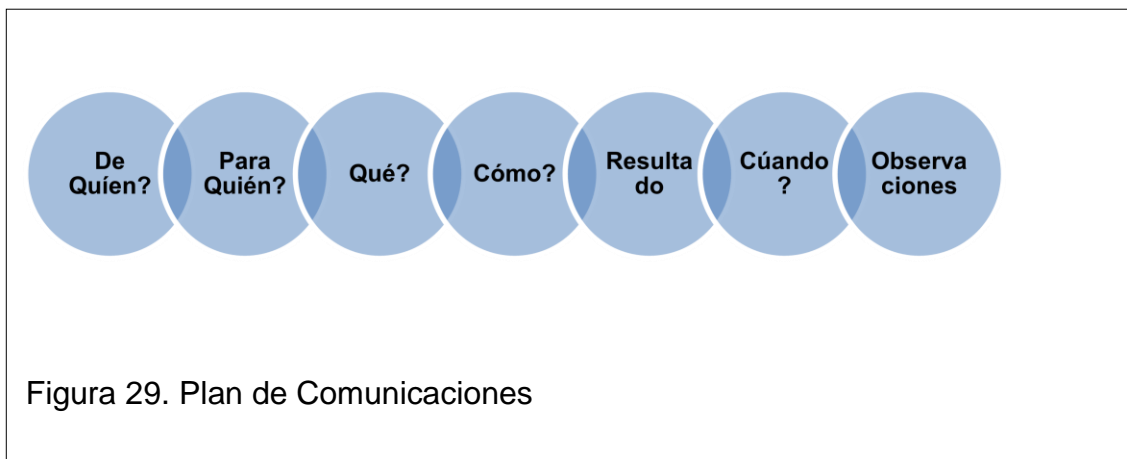 De
Quíen?
Para
Quién?
Qué?
Cómo?
Resulta
do
Cúando
?
Observa
ciones
Figura 29. Plan de Comunicaciones